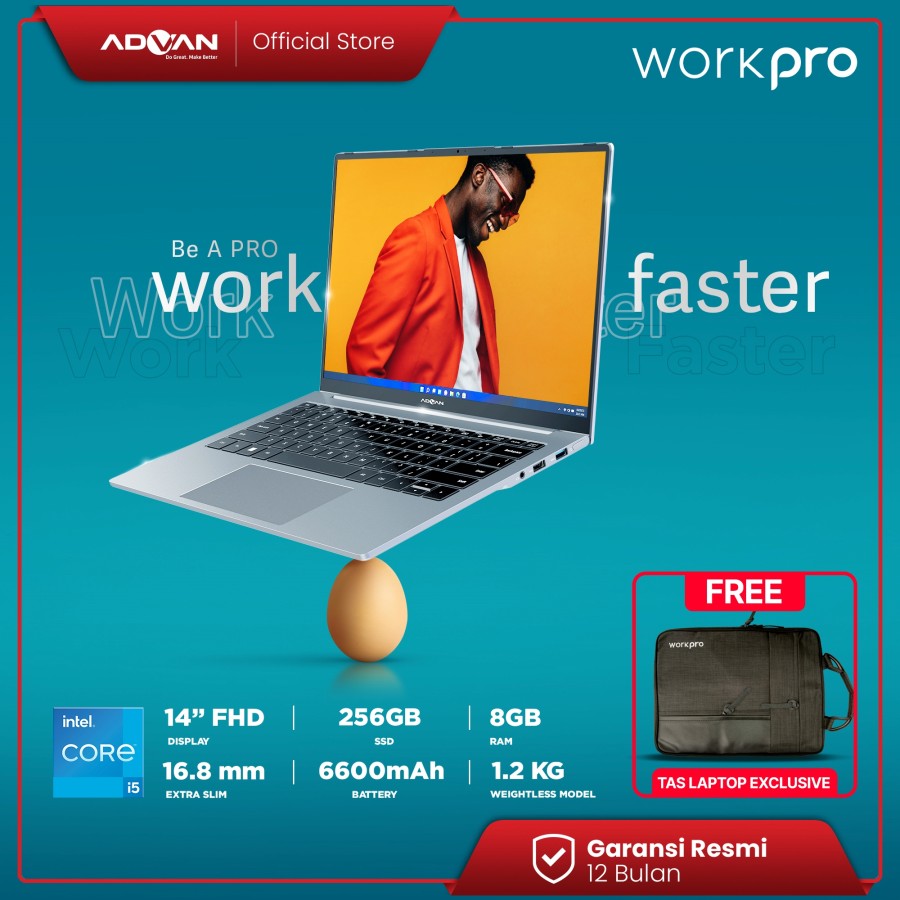 ADVAN
Do Great. Make Better
Official Store
workpro
Be A PRO
work faster
Work
Work Faster
ADVAN
intel.
CORE
i5
14” FHD
DISPLAY
256GB
SSD
8GB
RAM
16.8 mm
EXTRA SLIM
6600mAh
BATTERY
1.2 KG
WEIGHTLESS MODEL
FREE
workpro
TAS LAPTOP EXCLUSIVE
Garansi Resmi
12 Bulan